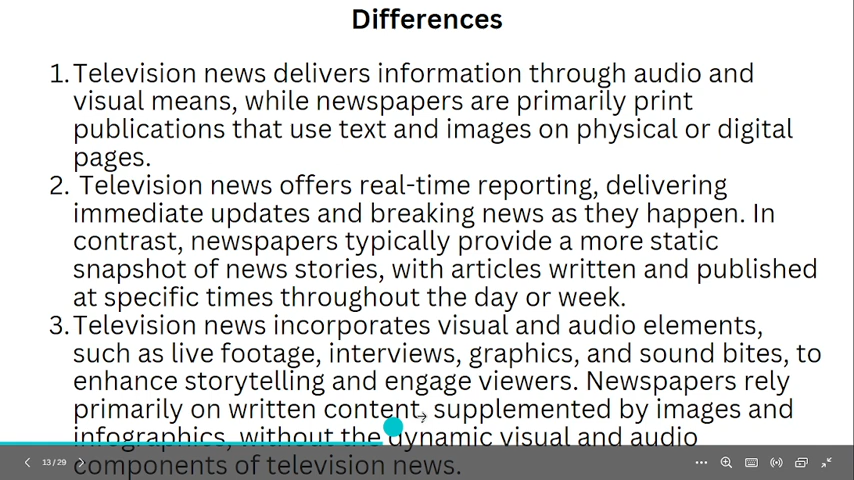 Differences
1. Television news delivers information through audio and
visual means, while newspapers are primarily print
publications that use text and images on physical or digital
pages.
2. Television news offers real-time reporting, delivering
immediate updates and breaking news as they happen. In
contrast, newspapers typically provide a more static
snapshot of news stories, with articles written and published
at specific times throughout the day or week.
3. Television news incorporates visual and audio elements,
such as live footage, interviews, graphics, and sound bites, to
enhance storytelling and engage viewers. Newspapers rely
primarily on written content, supplemented by images and
infographics, without the dynamic visual and audio
components of television news.
13 / 29